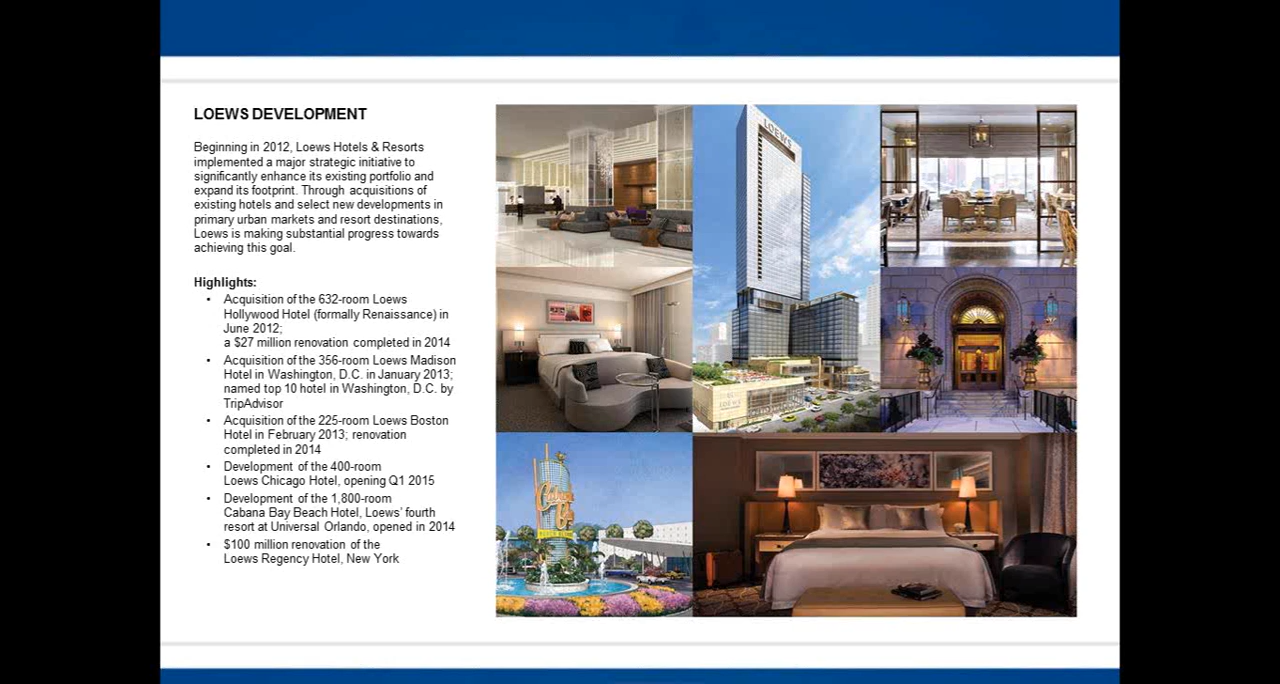 LOEWS DEVELOPMENT
Beginning in 2012, Loews Hotels & Resorts
implemented a major strategic initiative to
significantly enhance its existing portfolio and
expand its footprint. Through acquisitions of
existing hotels and select new developments in
primary urban markets and resort destinations,
Loews is making substantial progress towards
achieving this goal.
Highlights:
• Acquisition of the 632-room Loews
Hollywood Hotel (formally Renaissance) in
June 2012;
a $27 million renovation completed in 2014
• Acquisition of the 356-room Loews Madison
Hotel in Washington, D.C. in January 2013;
named top 10 hotel in Washington, D.C. by
TripAdvisor
• Acquisition of the 225-room Loews Boston
Hotel in February 2013; renovation
completed in 2014
• Development of the 400-room
Loews Chicago Hotel, opening Q1 2015
• Development of the 1,800-room
Cabana Bay Beach Hotel, Loews’ fourth
resort at Universal Orlando, opened in 2014
• $100 million renovation of the
Loews Regency Hotel, New York
LOEWS
LOEWS